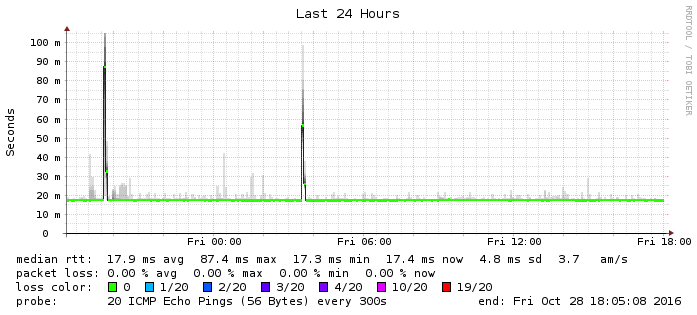 Last 24 Hours
RRDTOOL / TOBI OETIKER
Seconds
100 m
90 m
80 m
70 m
60 m
50 m
40 m
30 m
20 m
10 m
0
Fri 00:00 Fri 06:00 Fri 12:00 Fri 18:00
median rtt: 17.9 ms avg 87.4 ms max 17.3 ms min 17.4 ms now 4.8 ms sd 3.7 am/s
packet loss: 0.00 % avg 0.00 % max 0.00 % min 0.00 % now
loss color: 0 1/20 2/20 3/20 4/20 10/20 19/20
probe: 20 ICMP Echo Pings (56 Bytes) every 300s end: Fri Oct 28 18:05:08 2016